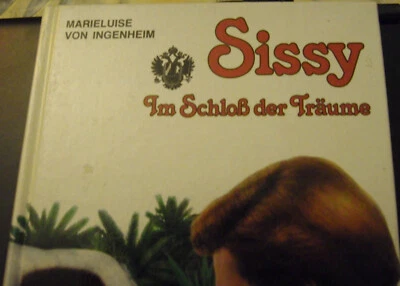 MARIELUISE
VON INGENHEIM
Sissy
Im Schloß der Träume